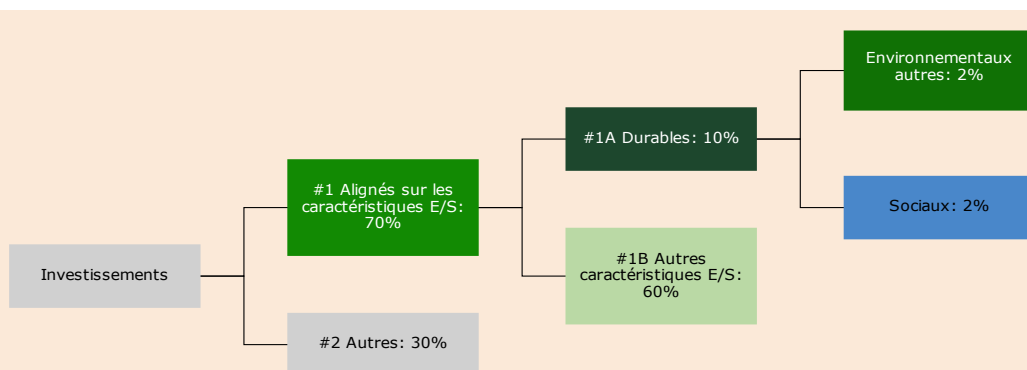 Investissements
#1 Alignés sur les
caractéristiques E/S:
70%
#2 Autres: 30%
#1A Durables: 10%
#1B Autres
caractéristiques E/S:
60%
Environnementaux
autres: 2%
Sociaux: 2%